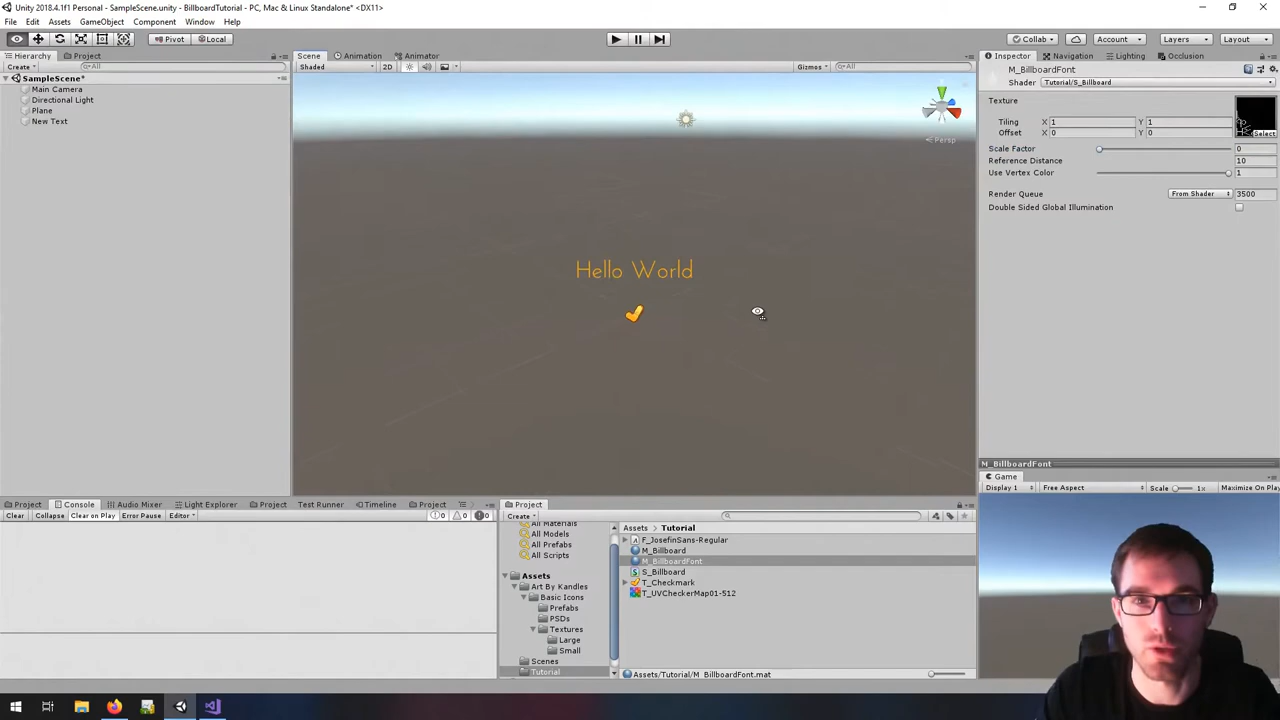 Unity 2018.4.1f1 Personal - SampleScene.unity - BillboardTutorial - PC, Mac & Linux Standalone* <DX11>
File Edit Assets GameObject Component Window Help
Pivot Local Collab Account Layers Layout
Hierarchy Project Scene Animation Animator Inspector Navigation Lighting Occlusion
Create All Shaded 2D Gizmos All
SampleScene*
Main Camera
Directional Light
Plane
New Text
Persp
Hello World
M_BillboardFont
Shader Tutorial/S_Billboard
Texture
Tiling X 1 Y 1
Offset X 0 Y 0
Select
Scale Factor 0
Reference Distance 10
Use Vertex Color 1
Render Queue From Shader 3500
Double Sided Global Illumination
M_BillboardFont
Game
Display 1 Free Aspect Scale 1x Maximize On Play
Project Console Audio Mixer Light Explorer Project Test Runner Timeline Project
Clear Collapse Clear on Play Error Pause Editor 0 0 0
Project
Create
All Materials
All Models
All Prefabs
All Scripts
Assets
Art By Kandles
Basic Icons
Prefabs
PSDs
Textures
Large
Small
Scenes
Tutorial
Assets Tutorial
F_JosefinSans-Regular
M_Billboard
M_BillboardFont
S_Billboard
T_Checkmark
T_UVCheckerMap01-512
Assets/Tutorial/M_BillboardFont.mat